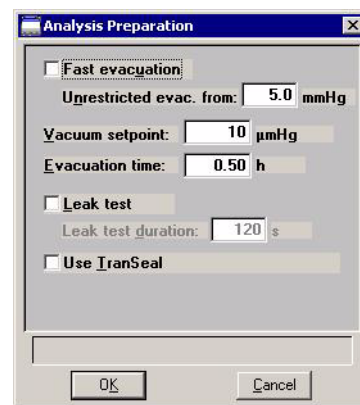 Analysis Preparation
Fast evacuation
Unrestricted evac. from: 5.0 mmHg
Vacuum setpoint: 10 µmHg
Evacuation time: 0.50 h
Leak test
Leak test duration: 120 s
Use TranSeal
OK Cancel